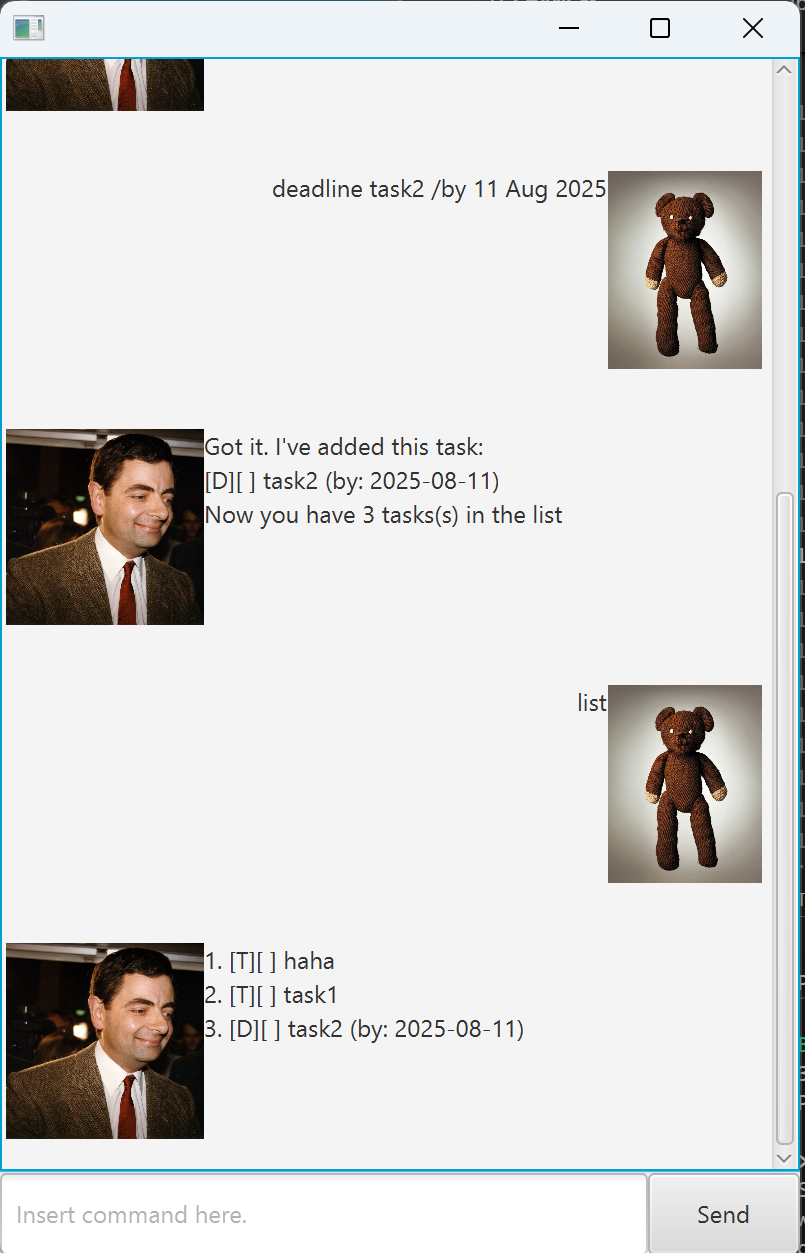 deadline task2 /by 11 Aug 2025
Got it. I've added this task:
[D][ ] task2 (by: 2025-08-11)
Now you have 3 tasks(s) in the list
list
1. [T][ ] haha
2. [T][ ] task1
3. [D][ ] task2 (by: 2025-08-11)
Insert command here.
Send